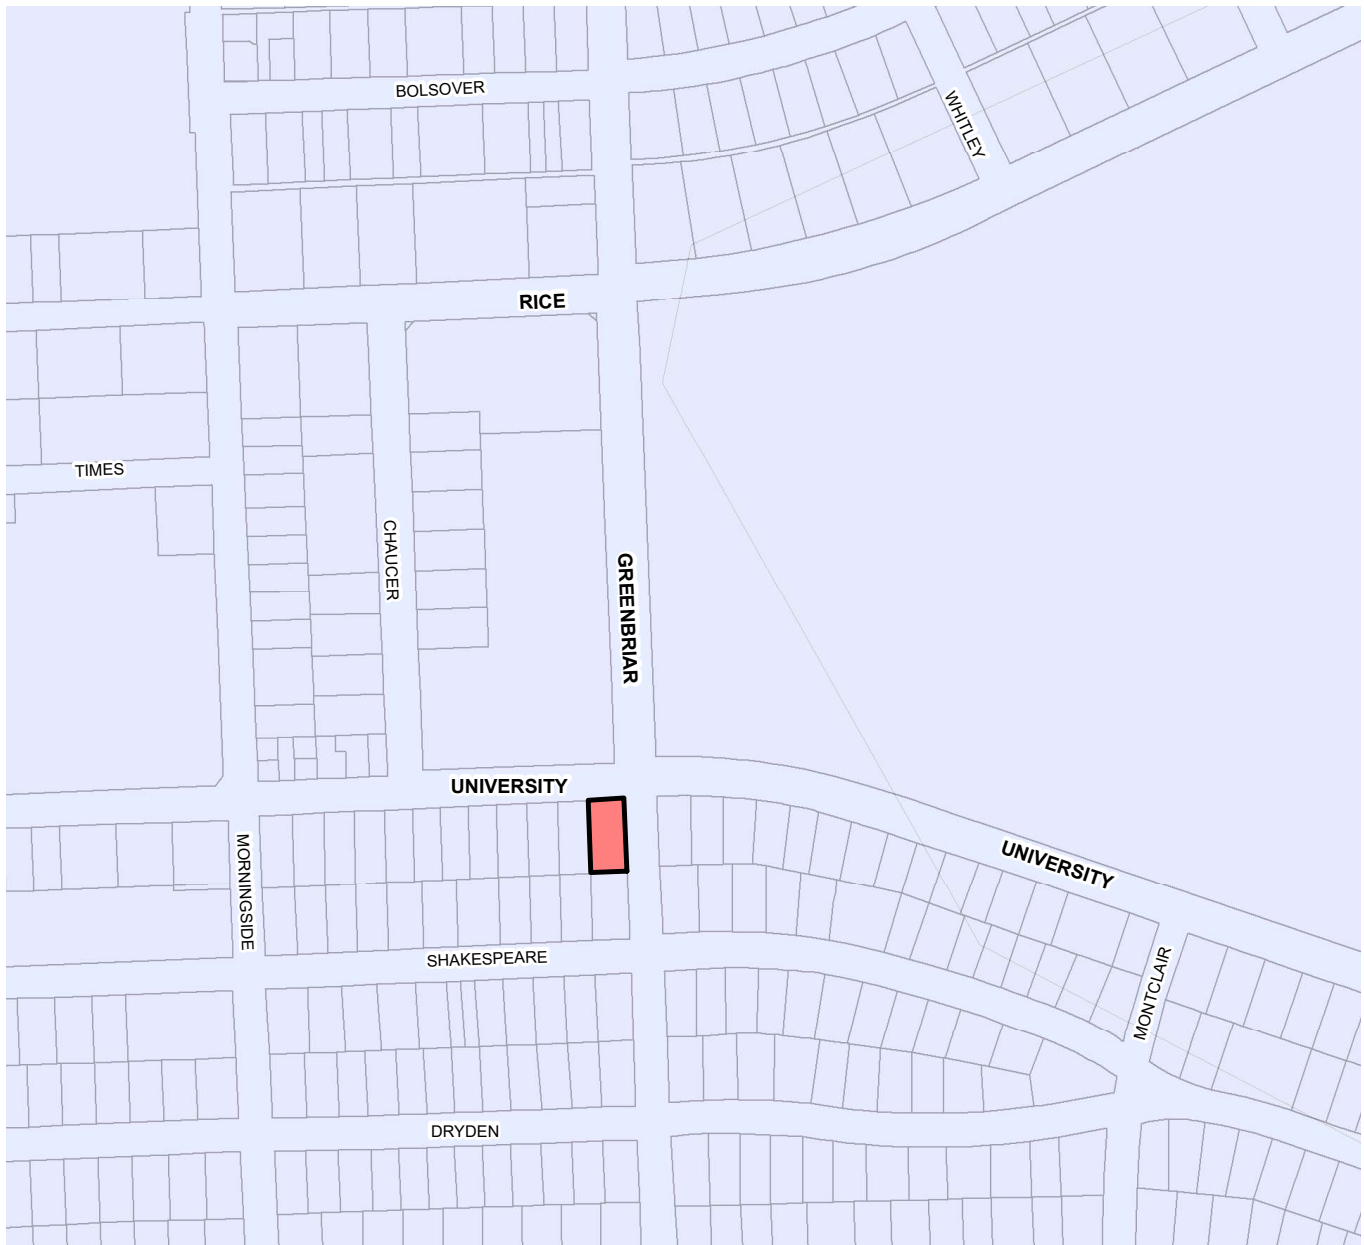 BOLSOVER
WHITLEY
RICE
TIMES
CHAUCER
GREENBRIAR
UNIVERSITY
MORNINGSIDE
UNIVERSITY
SHAKESPEARE
MONTCLAIR
DRYDEN